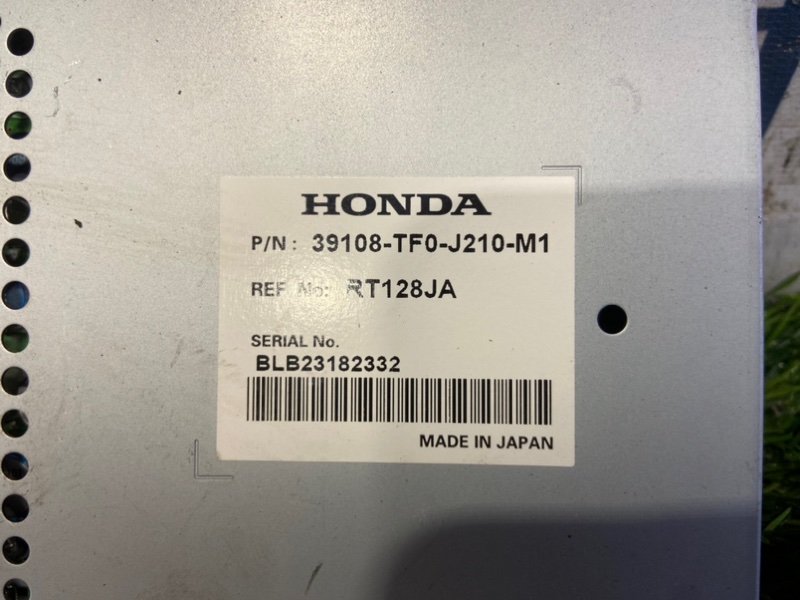 HONDA
P/N : 39108-TF0-J210-M1
REF No: RT128JA
SERIAL No.
BLB23182332
MADE IN JAPAN